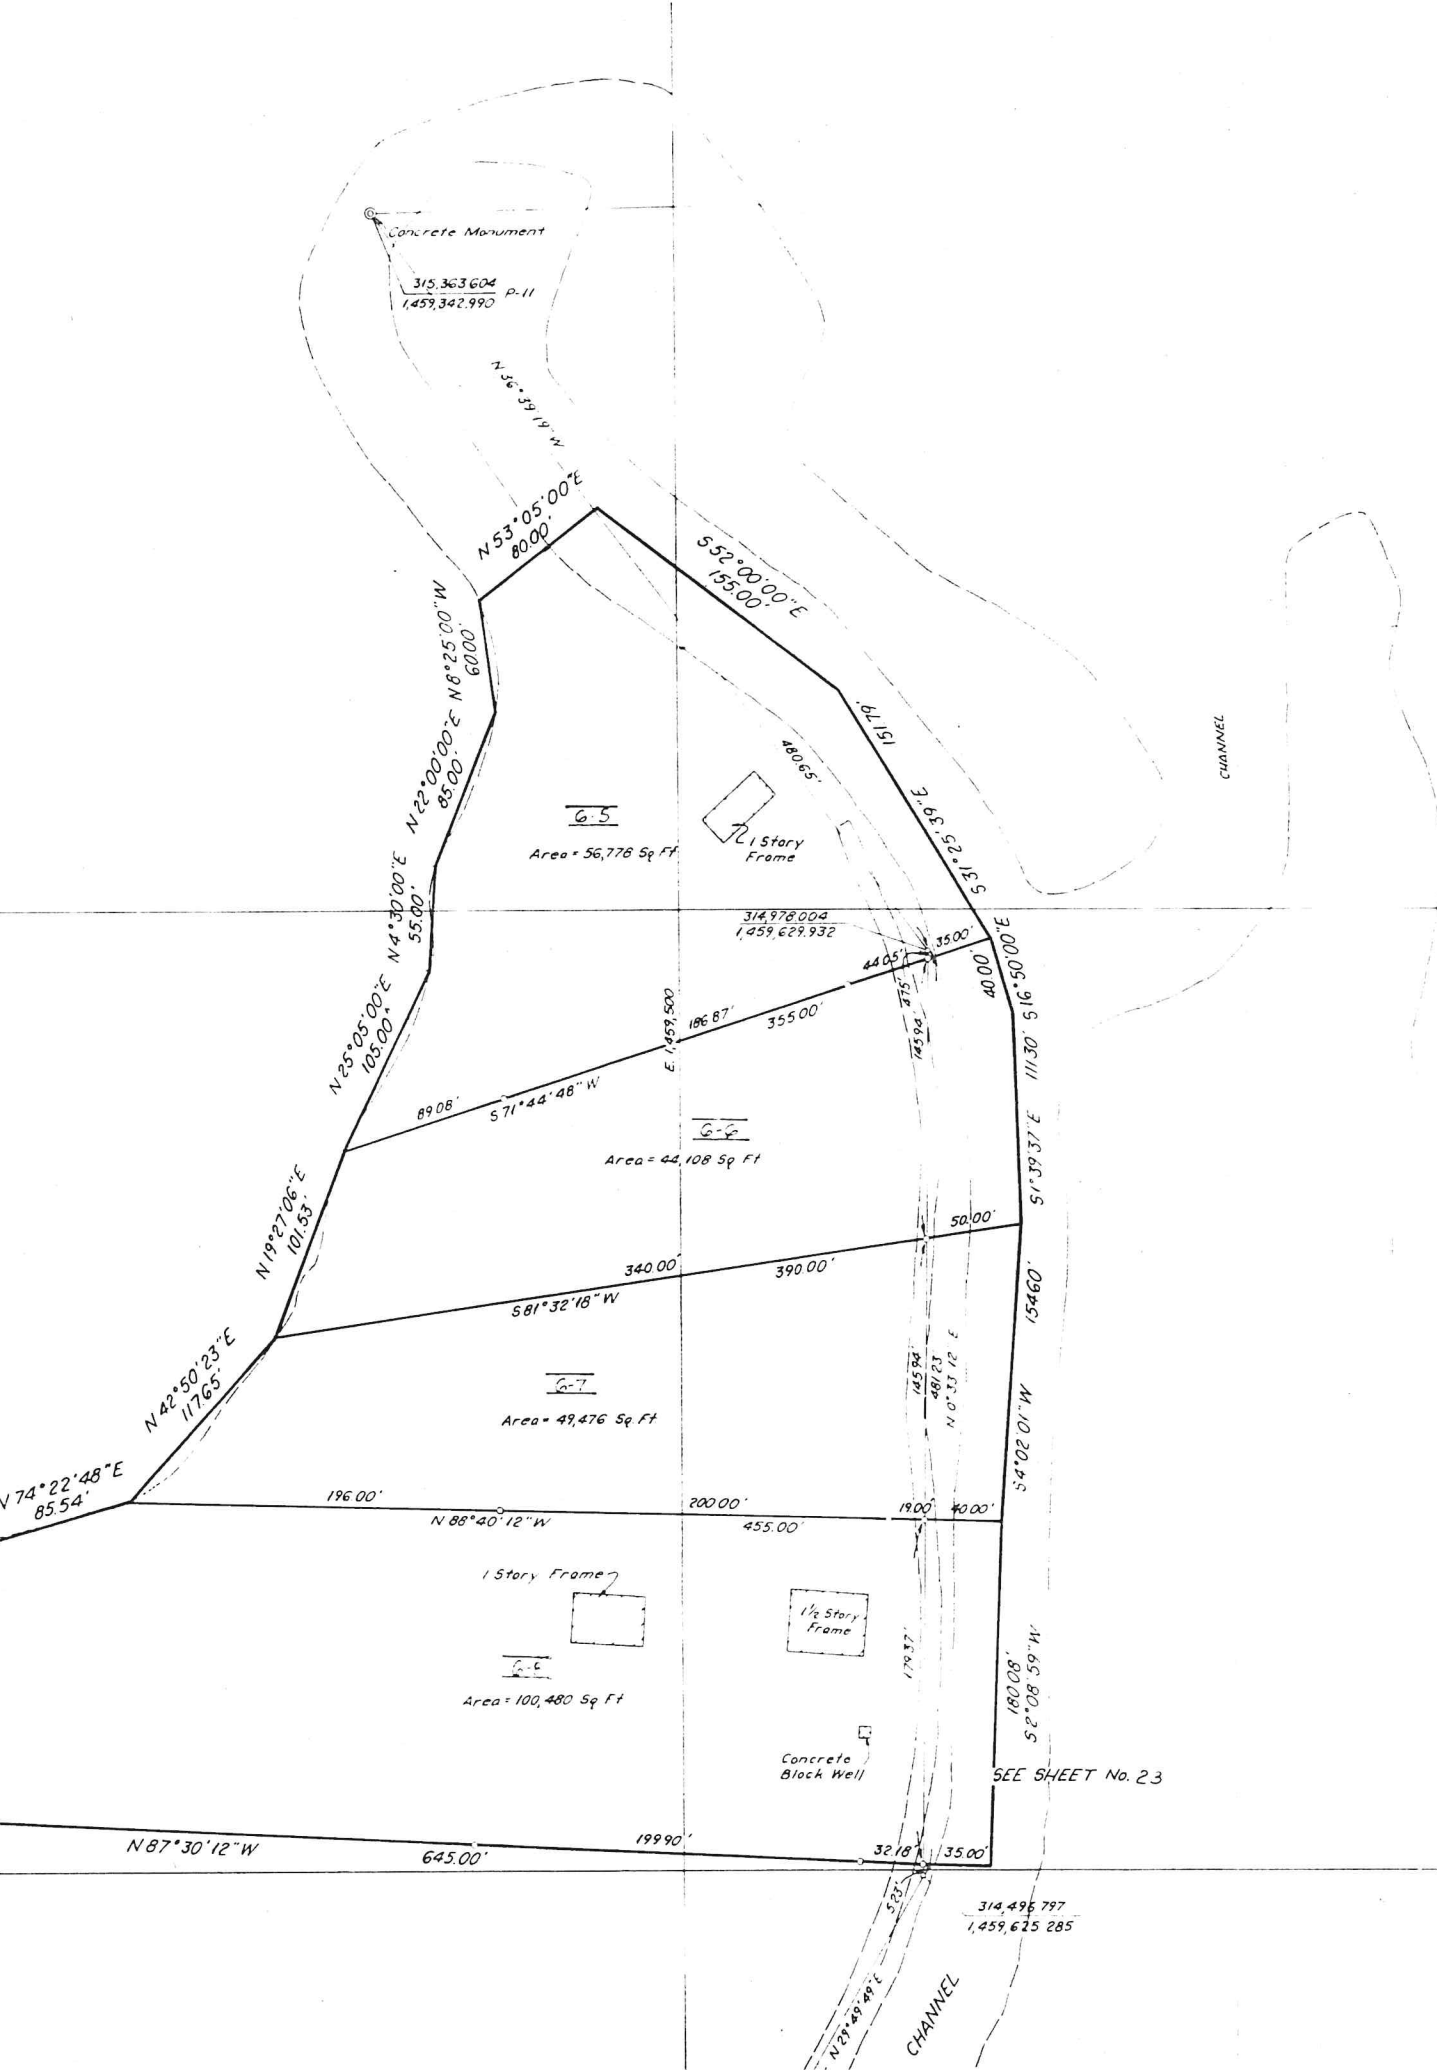 Concrete Monument
315,363.604
1,459,342.990
P-11
N 36° 39' 19" W
N 53° 05' 00" E
80.00'
S 52° 00' 00" E
155.00'
N 8° 25' 00" W
60.00'
N 22° 00' 00" E
85.00'
151.79'
S 31° 25' 39" E
480.65'
CHANNEL
G-5
Area = 56,776 Sq Ft
1 Story
Frame
N 4° 30' 00" E
55.00'
314,978.004
1,459,629.932
35.00'
44.05'
4.75'
40.00'
S 16° 50' 00" E
N 25° 05' 00" E
105.00'
E. 1,459,500
186.87'
355.00'
145.94'
111.30'
S 1° 39' 37" E
89.08'
S 71° 44' 48" W
G-6
Area = 44,108 Sq Ft
N 19° 27' 06" E
101.53'
50.00'
340.00'
390.00'
S 81° 32' 18" W
154.60'
N 42° 50' 23" E
117.65'
G-7
Area = 49,476 Sq. Ft.
145.94'
481.23
N 0° 33' 12" E
S 4° 02' 01" W
N 74° 22' 48" E
85.54'
196.00'
200.00'
19.00'
40.00'
N 88° 40' 12" W
455.00'
1 Story Frame
1½ Story
Frame
Area = 100,480 Sq Ft
179.37'
180.08'
S 2° 08' 59" W
Concrete
Block Well
SEE SHEET No. 23
N 87° 30' 12" W
645.00'
199.90'
32.18'
35.00'
5.23'
314,496.797
1,459,625.285
N 29° 49' 49" E
CHANNEL